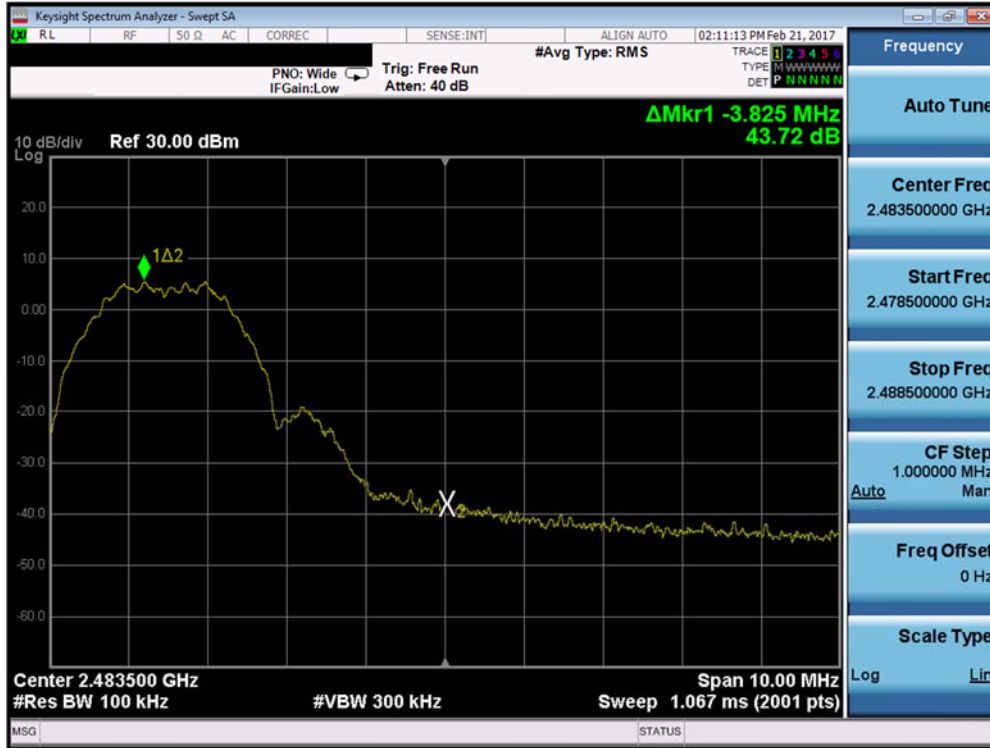 Keysight Spectrum Analyzer - Swept SA
LXI RL RF 50 Ω AC CORREC SENSE:INT ALIGN AUTO 02:11:13 PM Feb 21, 2017
#Avg Type: RMS
PNO: Wide
IFGain:Low
Trig: Free Run
Atten: 40 dB
TRACE 1 2 3 4 5 6
TYPE MWWWWW
DET P N N N N N
ΔMkr1 -3.825 MHz
43.72 dB
10 dB/div Ref 30.00 dBm
Log
20.0
10.0
0.00
-10.0
-20.0
-30.0
-40.0
-50.0
-60.0
1Δ2
X2
Center 2.483500 GHz
#Res BW 100 kHz
#VBW 300 kHz
Span 10.00 MHz
Sweep 1.067 ms (2001 pts)
MSG
STATUS
Frequency
Auto Tune
Center Freq
2.483500000 GHz
Start Freq
2.478500000 GHz
Stop Freq
2.488500000 GHz
CF Step
1.000000 MHz
Auto Man
Freq Offset
0 Hz
Scale Type
Log Lin